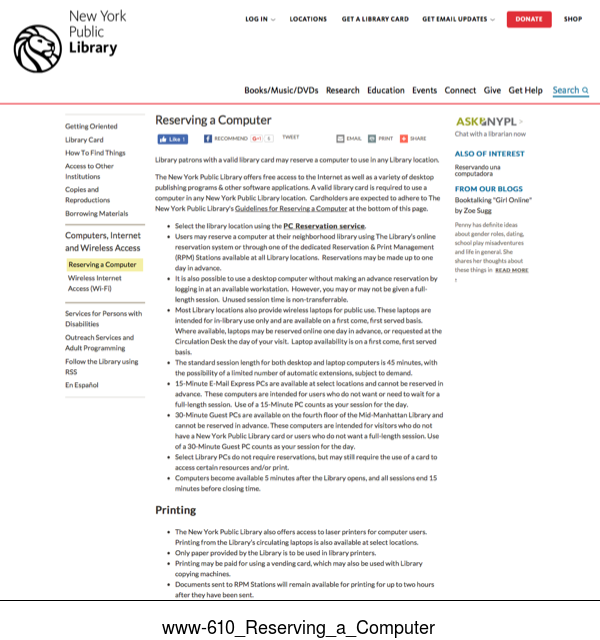 New York
Public
Library
LOG IN
LOCATIONS
GET A LIBRARY CARD
GET EMAIL UPDATES
DONATE
SHOP
Books/Music/DVDs Research Education Events Connect Give Get Help Search
Getting Oriented
Library Card
How To Find Things
Access to Other
Institutions
Copies and
Reproductions
Borrowing Materials
Computers, Internet
and Wireless Access
Reserving a Computer
Wireless Internet
Access (Wi-Fi)
Services for Persons with
Disabilities
Outreach Services and
Adult Programming
Follow the Library using
RSS
En Español
Reserving a Computer
Like 1 RECOMMEND G+1 TWEET EMAIL PRINT SHARE
Library patrons with a valid library card may reserve a computer to use in any Library location.
The New York Public Library offers free access to the Internet as well as a variety of desktop
publishing programs & other software applications. A valid library card is required to use a
computer in any New York Public Library location. Cardholders are expected to adhere to The
New York Public Library's Guidelines for Reserving a Computer at the bottom of this page.
• Select the library location using the PC Reservation service.
• Users may reserve a computer at their neighborhood library using The Library's online
reservation system or through one of the dedicated Reservation & Print Management
(RPM) Stations available at all Library locations. Reservations may be made up to one
day in advance.
• It is also possible to use a desktop computer without making an advance reservation by
logging in at an available workstation. However, you may or may not be given a full-
length session. Unused session time is non-transferrable.
• Most Library locations also provide wireless laptops for public use. These laptops are
intended for in-library use only and are available on a first come, first served basis.
Where available, laptops may be reserved online one day in advance, or requested at the
Circulation Desk the day of your visit. Laptop availability is on a first come, first served
basis.
• The standard session length for both desktop and laptop computers is 45 minutes, with
the possibility of a limited number of automatic extensions, subject to demand.
• 15-Minute E-Mail Express PCs are available at select locations and cannot be reserved in
advance. These computers are intended for users who do not want or need to wait for a
full-length session. Use of a 15-Minute PC counts as your session for the day.
• 30-Minute Guest PCs are available on the fourth floor of the Mid-Manhattan Library and
cannot be reserved in advance. These computers are intended for visitors who do not
have a New York Public Library card or users who do not want a full-length session. Use
of a 30-Minute Guest PC counts as your session for the day.
• Select Library PCs do not require reservations, but may still require the use of a card to
access certain resources and/or print.
• Computers become available 5 minutes after the Library opens, and all sessions end 15
minutes before closing time.
Printing
• The New York Public Library also offers access to laser printers for computer users.
Printing from the Library's circulating laptops is also available at select locations.
• Only paper provided by the Library is to be used in library printers.
• Printing may be paid for using a vending card, which may also be used with Library
copying machines.
• Documents sent to RPM Stations will remain available for printing for up to two hours
after they have been sent.
ASK NYPL >
Chat with a librarian now
ALSO OF INTEREST
Reservando una
computadora
FROM OUR BLOGS
Booktalking "Girl Online"
by Zoe Sugg
Penny has definite ideas
about gender roles, dating,
school play misadventures
and life in general. She
shares her thoughts about
these things in READ MORE
www-610_Reserving_a_Computer